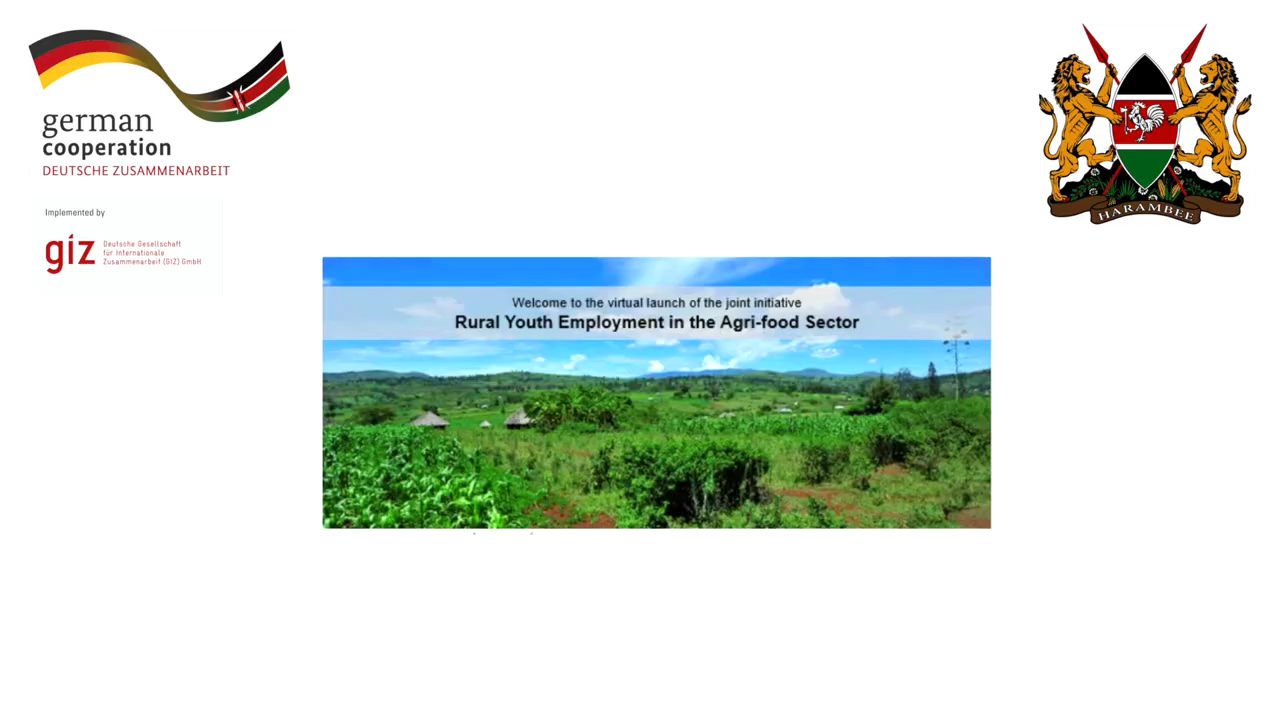 german
cooperation
DEUTSCHE ZUSAMMENARBEIT
Implemented by
giz
Deutsche Gesellschaft
für Internationale
Zusammenarbeit (GIZ) GmbH
HARAMBEE
Welcome to the virtual launch of the joint initiative
Rural Youth Employment in the Agri-food Sector